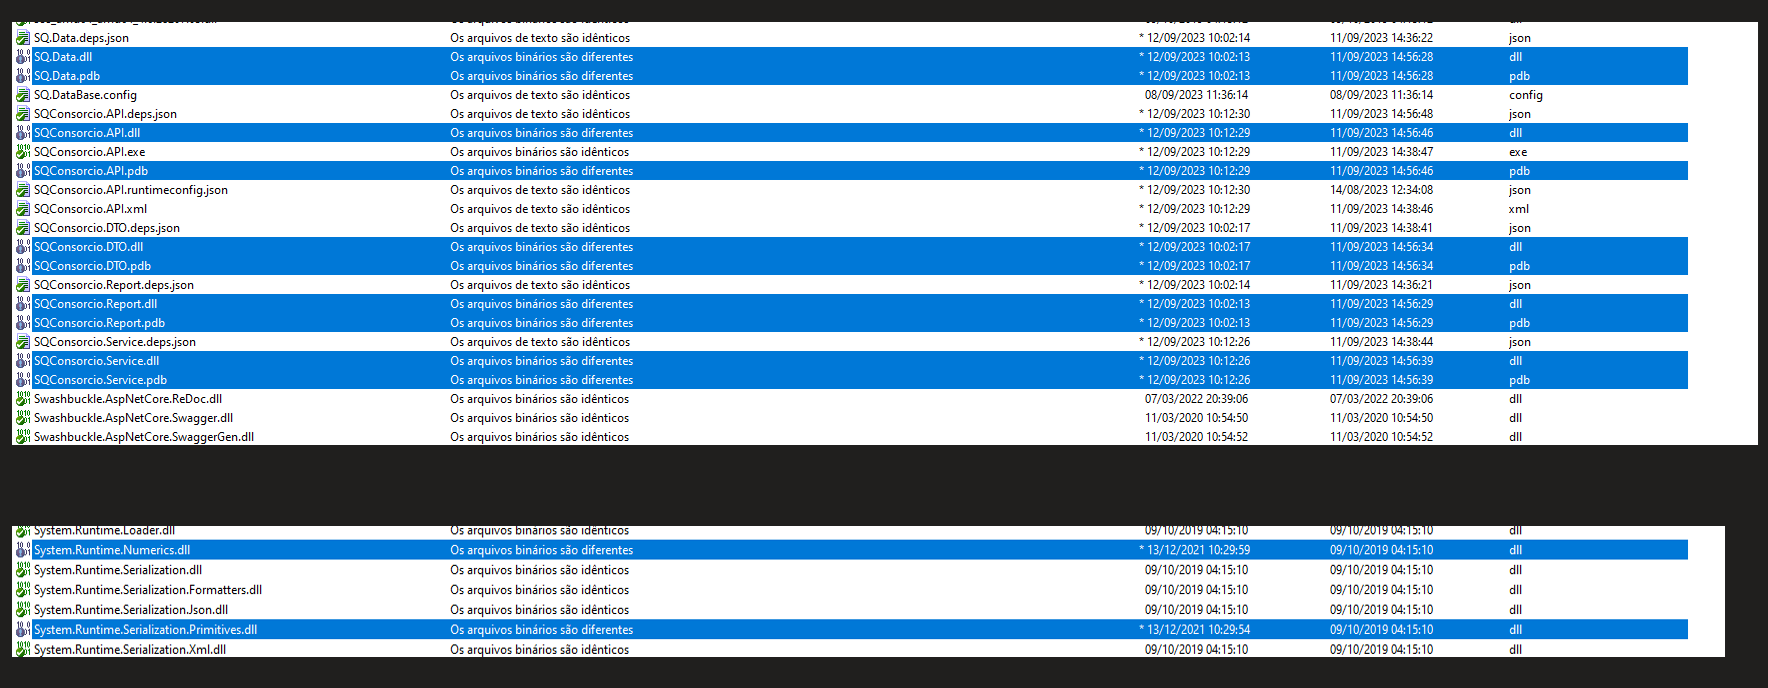 SQ.Data.deps.json Os arquivos de texto são idênticos * 12/09/2023 10:02:14 11/09/2023 14:36:22 json
SQ.Data.dll Os arquivos binários são diferentes * 12/09/2023 10:02:13 11/09/2023 14:56:28 dll
SQ.Data.pdb Os arquivos binários são diferentes * 12/09/2023 10:02:13 11/09/2023 14:56:28 pdb
SQ.DataBase.config Os arquivos de texto são idênticos 08/09/2023 11:36:14 08/09/2023 11:36:14 config
SQConsorcio.API.deps.json Os arquivos de texto são idênticos * 12/09/2023 10:12:30 11/09/2023 14:56:48 json
SQConsorcio.API.dll Os arquivos binários são diferentes * 12/09/2023 10:12:29 11/09/2023 14:56:46 dll
SQConsorcio.API.exe Os arquivos binários são idênticos * 12/09/2023 10:12:29 11/09/2023 14:38:47 exe
SQConsorcio.API.pdb Os arquivos binários são diferentes * 12/09/2023 10:12:29 11/09/2023 14:56:46 pdb
SQConsorcio.API.runtimeconfig.json Os arquivos de texto são idênticos * 12/09/2023 10:12:30 14/08/2023 12:34:08 json
SQConsorcio.API.xml Os arquivos de texto são idênticos * 12/09/2023 10:12:29 11/09/2023 14:38:46 xml
SQConsorcio.DTO.deps.json Os arquivos de texto são idênticos * 12/09/2023 10:02:17 11/09/2023 14:38:41 json
SQConsorcio.DTO.dll Os arquivos binários são diferentes * 12/09/2023 10:02:17 11/09/2023 14:56:34 dll
SQConsorcio.DTO.pdb Os arquivos binários são diferentes * 12/09/2023 10:02:17 11/09/2023 14:56:34 pdb
SQConsorcio.Report.deps.json Os arquivos de texto são idênticos * 12/09/2023 10:02:14 11/09/2023 14:36:21 json
SQConsorcio.Report.dll Os arquivos binários são diferentes * 12/09/2023 10:02:13 11/09/2023 14:56:29 dll
SQConsorcio.Report.pdb Os arquivos binários são diferentes * 12/09/2023 10:02:13 11/09/2023 14:56:29 pdb
SQConsorcio.Service.deps.json Os arquivos de texto são idênticos * 12/09/2023 10:12:26 11/09/2023 14:38:44 json
SQConsorcio.Service.dll Os arquivos binários são diferentes * 12/09/2023 10:12:26 11/09/2023 14:56:39 dll
SQConsorcio.Service.pdb Os arquivos binários são diferentes * 12/09/2023 10:12:26 11/09/2023 14:56:39 pdb
Swashbuckle.AspNetCore.ReDoc.dll Os arquivos binários são idênticos 07/03/2022 20:39:06 07/03/2022 20:39:06 dll
Swashbuckle.AspNetCore.Swagger.dll Os arquivos binários são idênticos 11/03/2020 10:54:50 11/03/2020 10:54:50 dll
Swashbuckle.AspNetCore.SwaggerGen.dll Os arquivos binários são idênticos 11/03/2020 10:54:52 11/03/2020 10:54:52 dll
System.Runtime.Loader.dll Os arquivos binários são idênticos 09/10/2019 04:15:10 09/10/2019 04:15:10 dll
System.Runtime.Numerics.dll Os arquivos binários são diferentes * 13/12/2021 10:29:59 09/10/2019 04:15:10 dll
System.Runtime.Serialization.dll Os arquivos binários são idênticos 09/10/2019 04:15:10 09/10/2019 04:15:10 dll
System.Runtime.Serialization.Formatters.dll Os arquivos binários são idênticos 09/10/2019 04:15:10 09/10/2019 04:15:10 dll
System.Runtime.Serialization.Json.dll Os arquivos binários são idênticos 09/10/2019 04:15:10 09/10/2019 04:15:10 dll
System.Runtime.Serialization.Primitives.dll Os arquivos binários são diferentes * 13/12/2021 10:29:54 09/10/2019 04:15:10 dll
System.Runtime.Serialization.Xml.dll Os arquivos binários são idênticos 09/10/2019 04:15:10 09/10/2019 04:15:10 dll